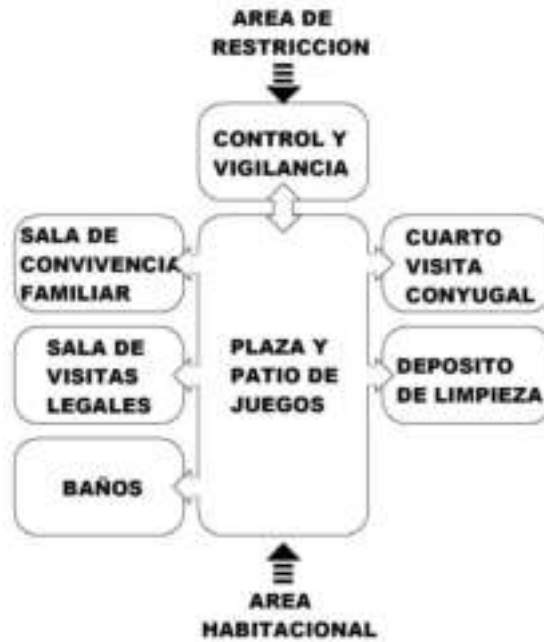 AREA DE
RESTRICCION
CONTROL Y
VIGILANCIA
SALA DE
CONVIVENCIA
FAMILIAR
CUARTO
VISITA
CONYUGAL
SALA DE
VISITAS
LEGALES
PLAZA Y
PATIO DE
JUEGOS
DEPOSITO
DE LIMPIEZA
BAÑOS
AREA
HABITACIONAL